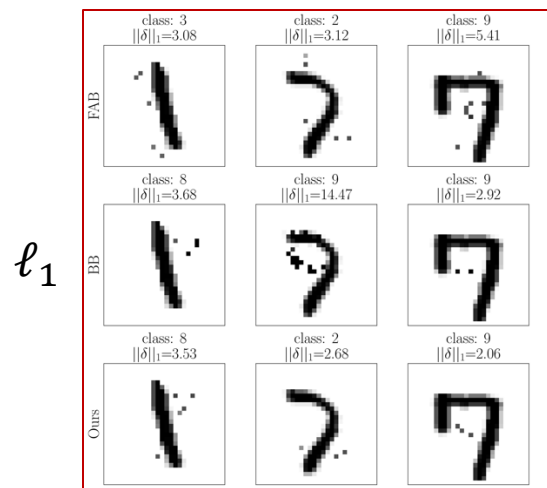 class: 3 class: 2 class: 9
||δ||₁=3.08 ||δ||₁=3.12 ||δ||₁=5.41
FAB
class: 8 class: 9 class: 9
||δ||₁=3.68 ||δ||₁=14.47 ||δ||₁=2.92
BB
ℓ₁
class: 8 class: 2 class: 9
||δ||₁=3.53 ||δ||₁=2.68 ||δ||₁=2.06
Ours